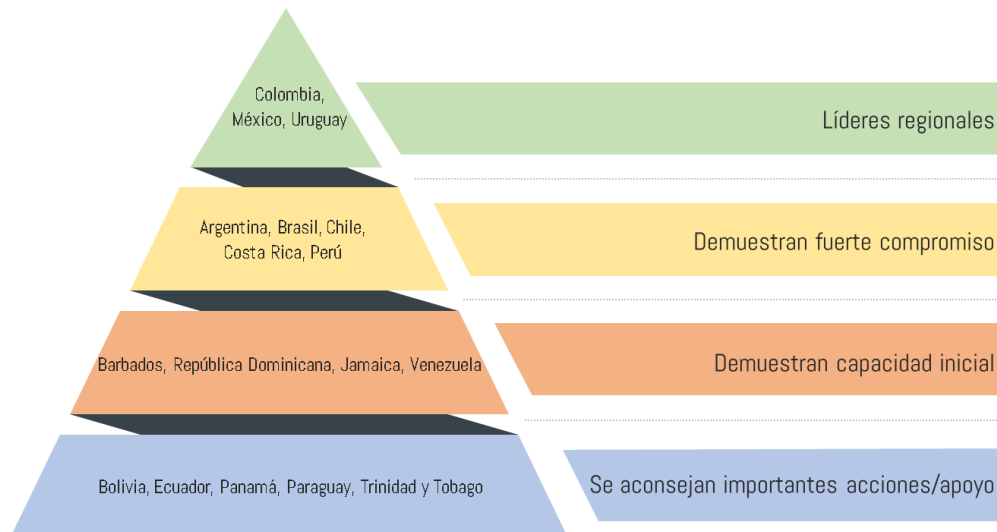 Colombia,
México, Uruguay
Líderes regionales
Argentina, Brasil, Chile,
Costa Rica, Perú
Demuestran fuerte compromiso
Barbados, República Dominicana, Jamaica, Venezuela
Demuestran capacidad inicial
Bolivia, Ecuador, Panamá, Paraguay, Trinidad y Tobago
Se aconsejan importantes acciones/apoyo